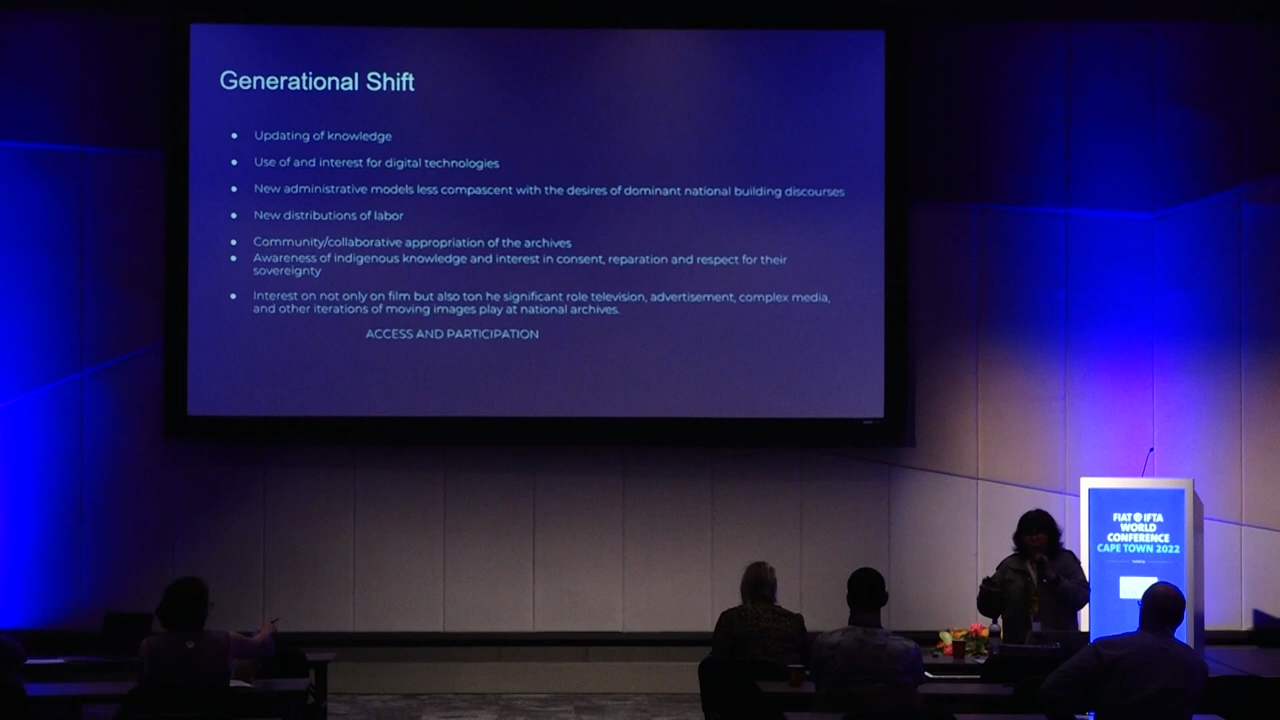 Generational Shift
● Updating of knowledge
● Use of and interest for digital technologies
● New administrative models less compascent with the desires of dominant national building discourses
● New distributions of labor
● Community/collaborative appropriation of the archives
● Awareness of indigenous knowledge and interest in consent, reparation and respect for their
sovereignty
● Interest on not only on film but also ton he significant role television, advertisement, complex media,
and other iterations of moving images play at national archives.
ACCESS AND PARTICIPATION
FIAT IFTA
WORLD
CONFERENCE
CAPE TOWN 2022